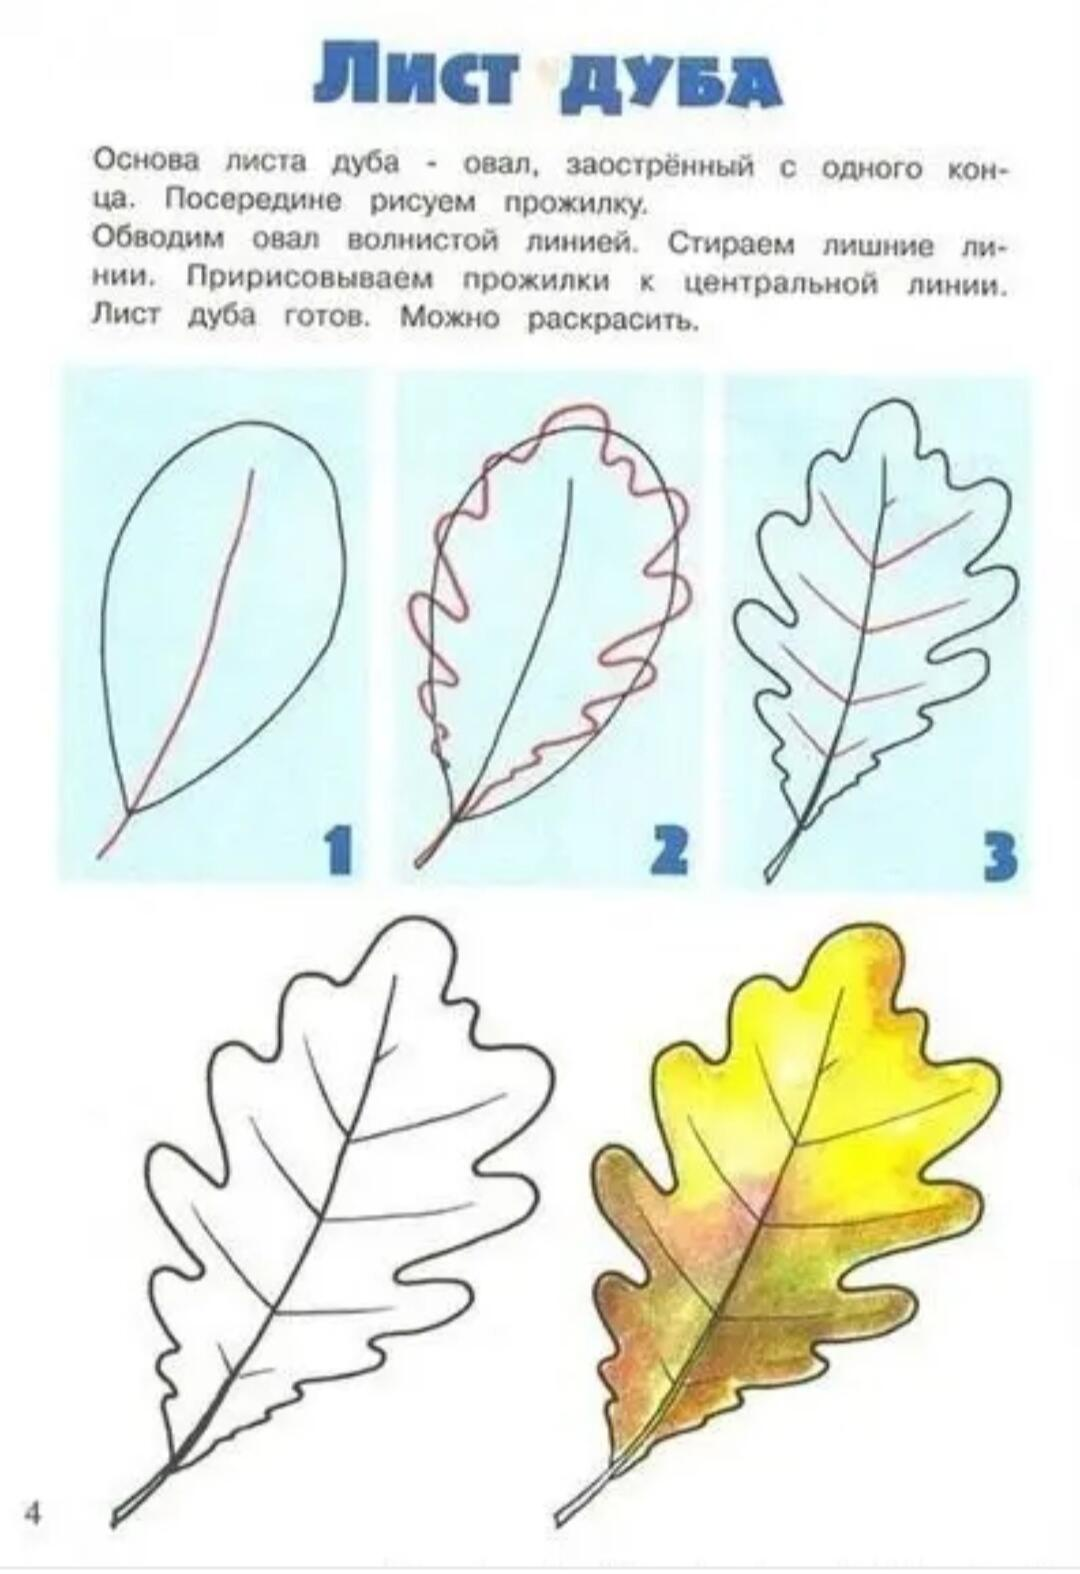 Лист дуба
Основа листа дуба - овал, заострённый с одного кон-
ца. Посередине рисуем прожилку.
Обводим овал волнистой линией. Стираем лишние ли-
нии. Пририсовываем прожилки к центральной линии.
Лист дуба готов. Можно раскрасить.
1
2
3
4